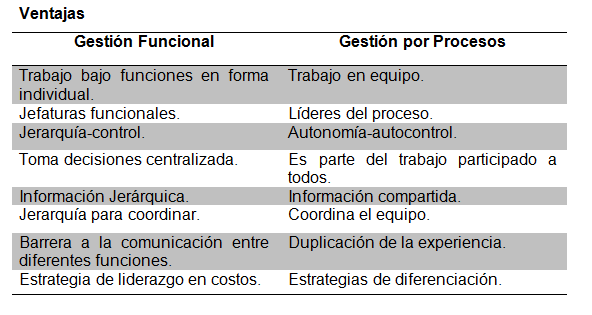 Ventajas
Gestión Funcional Gestión por Procesos
Trabajo bajo funciones en forma individual. Trabajo en equipo.
Jefaturas funcionales. Líderes del proceso.
Jerarquía-control. Autonomía-autocontrol.
Toma decisiones centralizada. Es parte del trabajo participado a todos.
Información Jerárquica. Información compartida.
Jerarquía para coordinar. Coordina el equipo.
Barrera a la comunicación entre diferentes funciones. Duplicación de la experiencia.
Estrategia de liderazgo en costos. Estrategias de diferenciación.